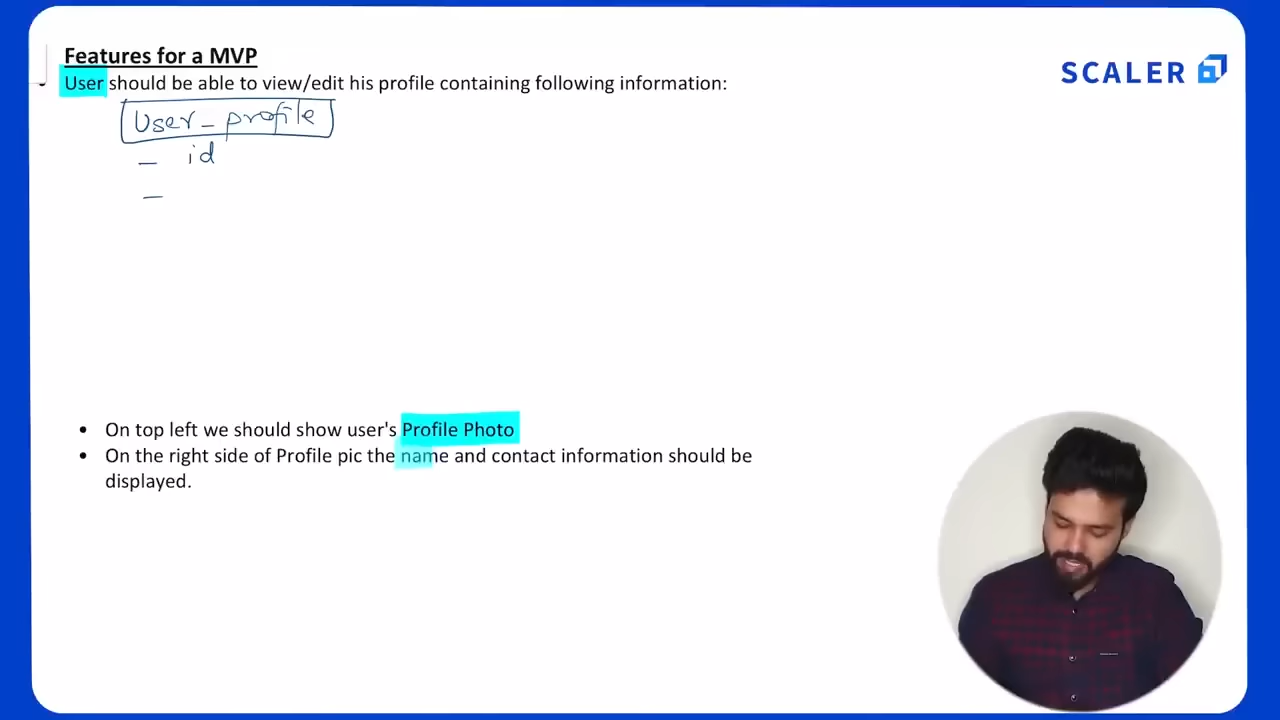 Features for a MVP
SCALER
• User should be able to view/edit his profile containing following information:
User_profile
– id
–
• On top left we should show user's Profile Photo
• On the right side of Profile pic the name and contact information should be
displayed.